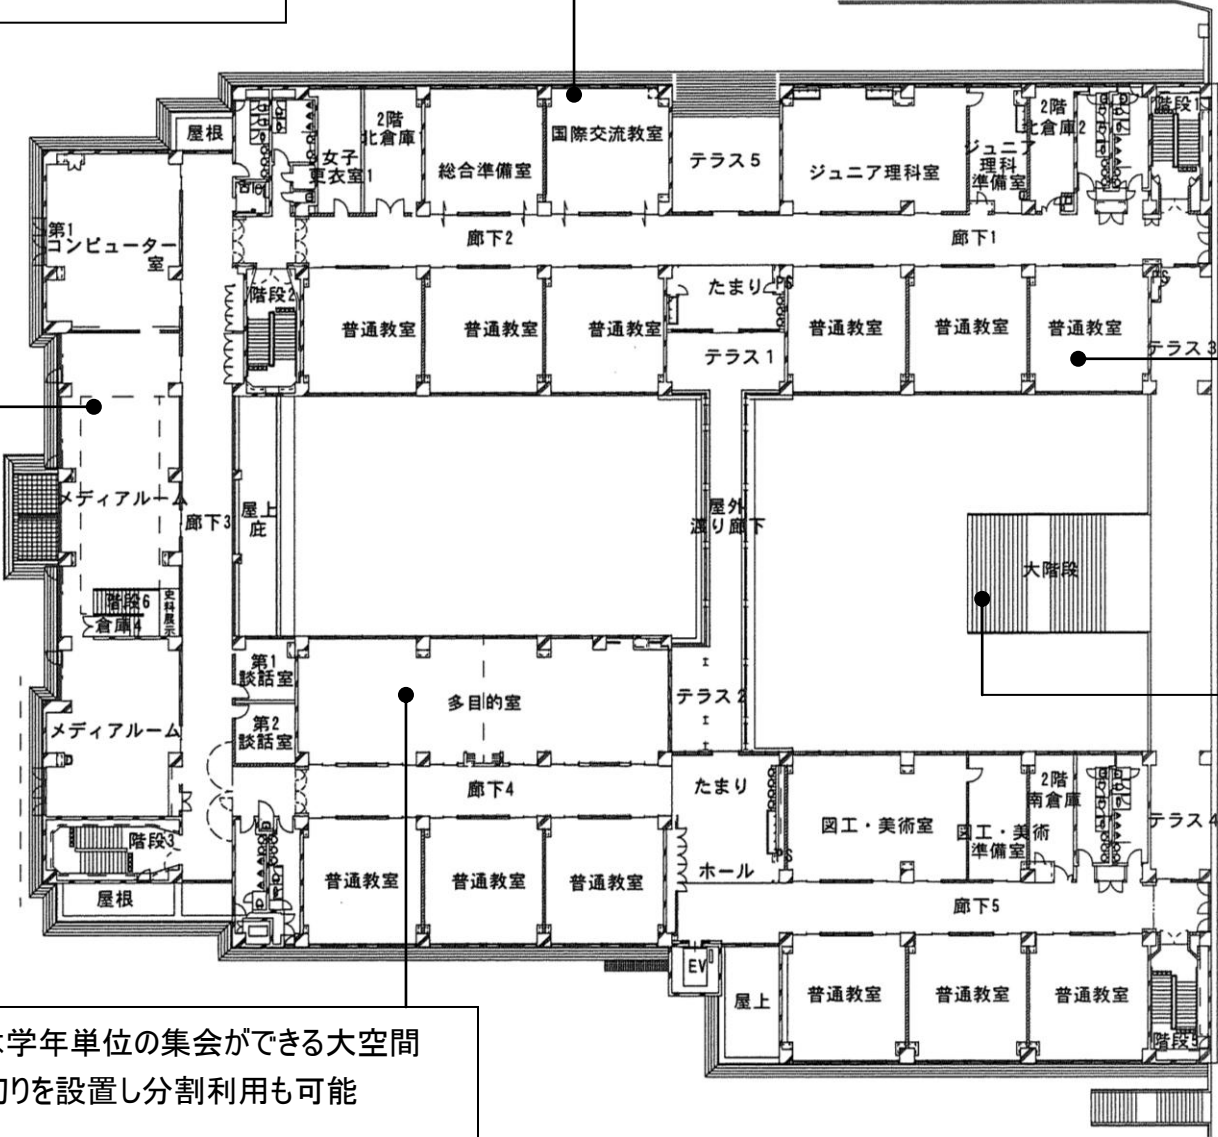 屋根
女子
更衣室1
2階
北倉庫
総合準備室
国際交流教室
テラス5
ジュニア理科室
ジュニア
理科
準備室
2階
北倉庫2
階段1
第1
コンピューター
室
廊下2
廊下1
階段2
普通教室
普通教室
普通教室
たまり
PS
テラス1
普通教室
普通教室
普通教室
PS
テラス3
メディアルーム
廊下3
屋上
庇
屋外
渡り廊下
大階段
階段6
倉庫4
史料展示
第1
談話室
第2
談話室
多目的室
テラス2
メディアルーム
廊下4
たまり
図工・美術室
図工・美術
準備室
2階
南倉庫
テラス4
階段3
屋根
普通教室
普通教室
普通教室
ホール
PS
廊下5
EV
屋上
普通教室
普通教室
普通教室
階段5
学年単位の集会ができる大空間
切りを設置し分割利用も可能